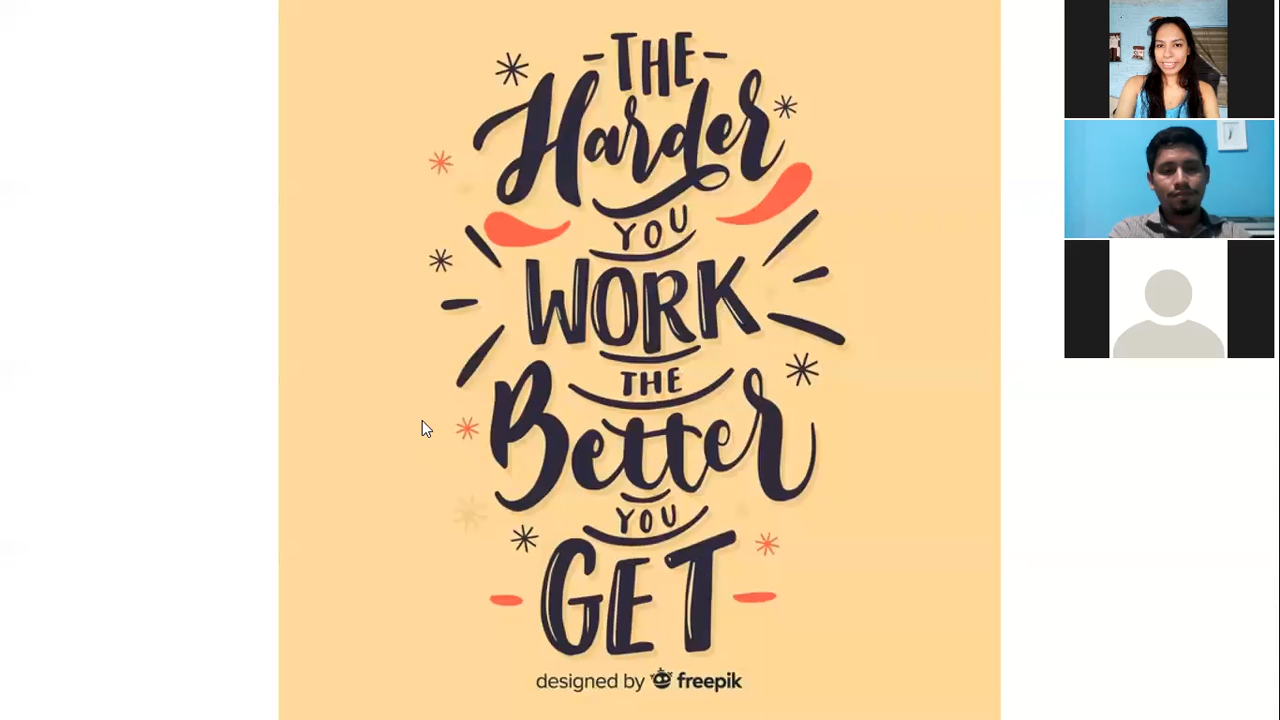 THE
Harder
YOU
WORK
THE
Better
YOU
GET
designed by freepik